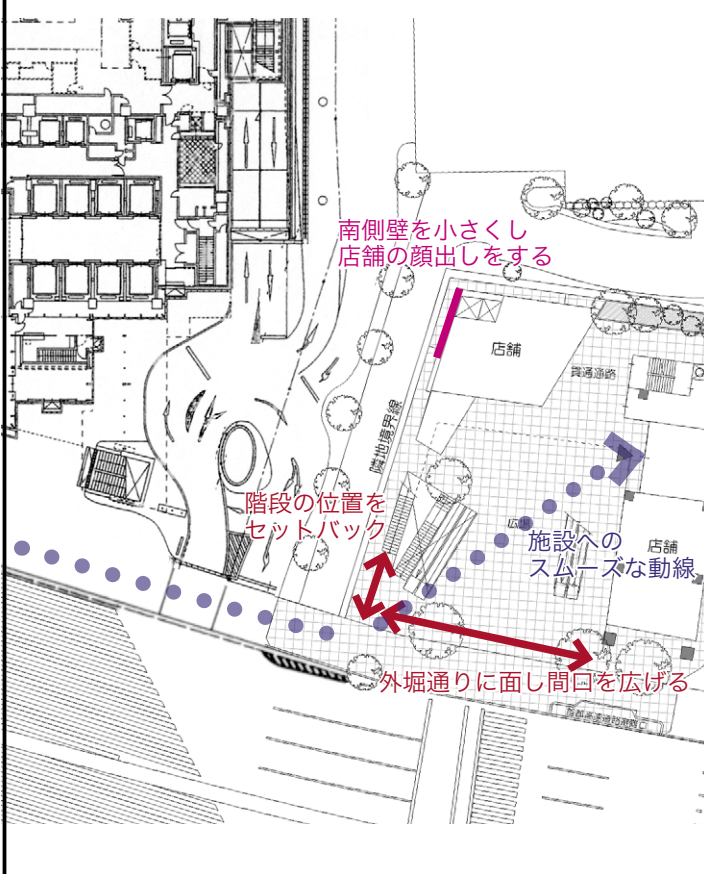 南側壁を小さくし
店舗の顔出しをする
店舗
貫通通路
隣地境界線
階段の位置を
セットバック
広場
施設への
スムーズな動線
店舗
外堀通りに面し間口を広げる